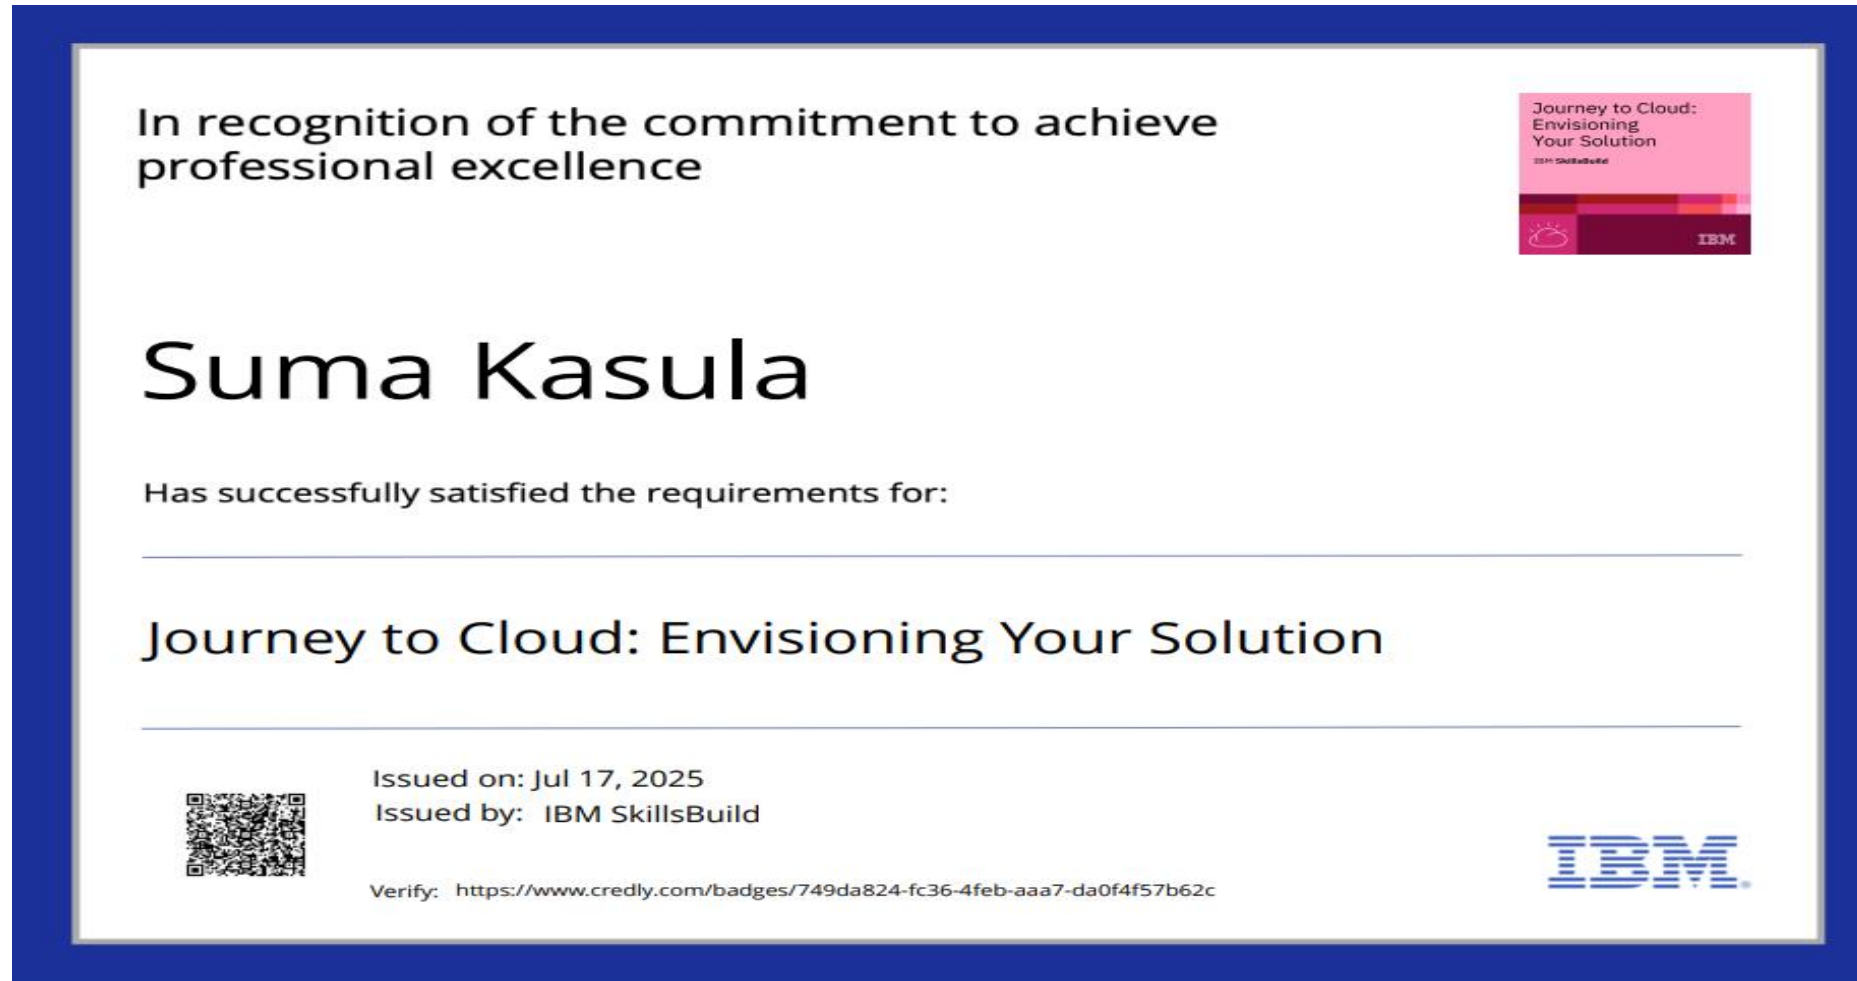 In recognition of the commitment to achieve
professional excellence
Journey to Cloud:
Envisioning
Your Solution
IBM SkillsBuild
IBM
Suma Kasula
Has successfully satisfied the requirements for:
Journey to Cloud: Envisioning Your Solution
Issued on: Jul 17, 2025
Issued by: IBM SkillsBuild
Verify: https://www.credly.com/badges/749da824-fc36-4feb-aaa7-da0f4f57b62c
IBM®